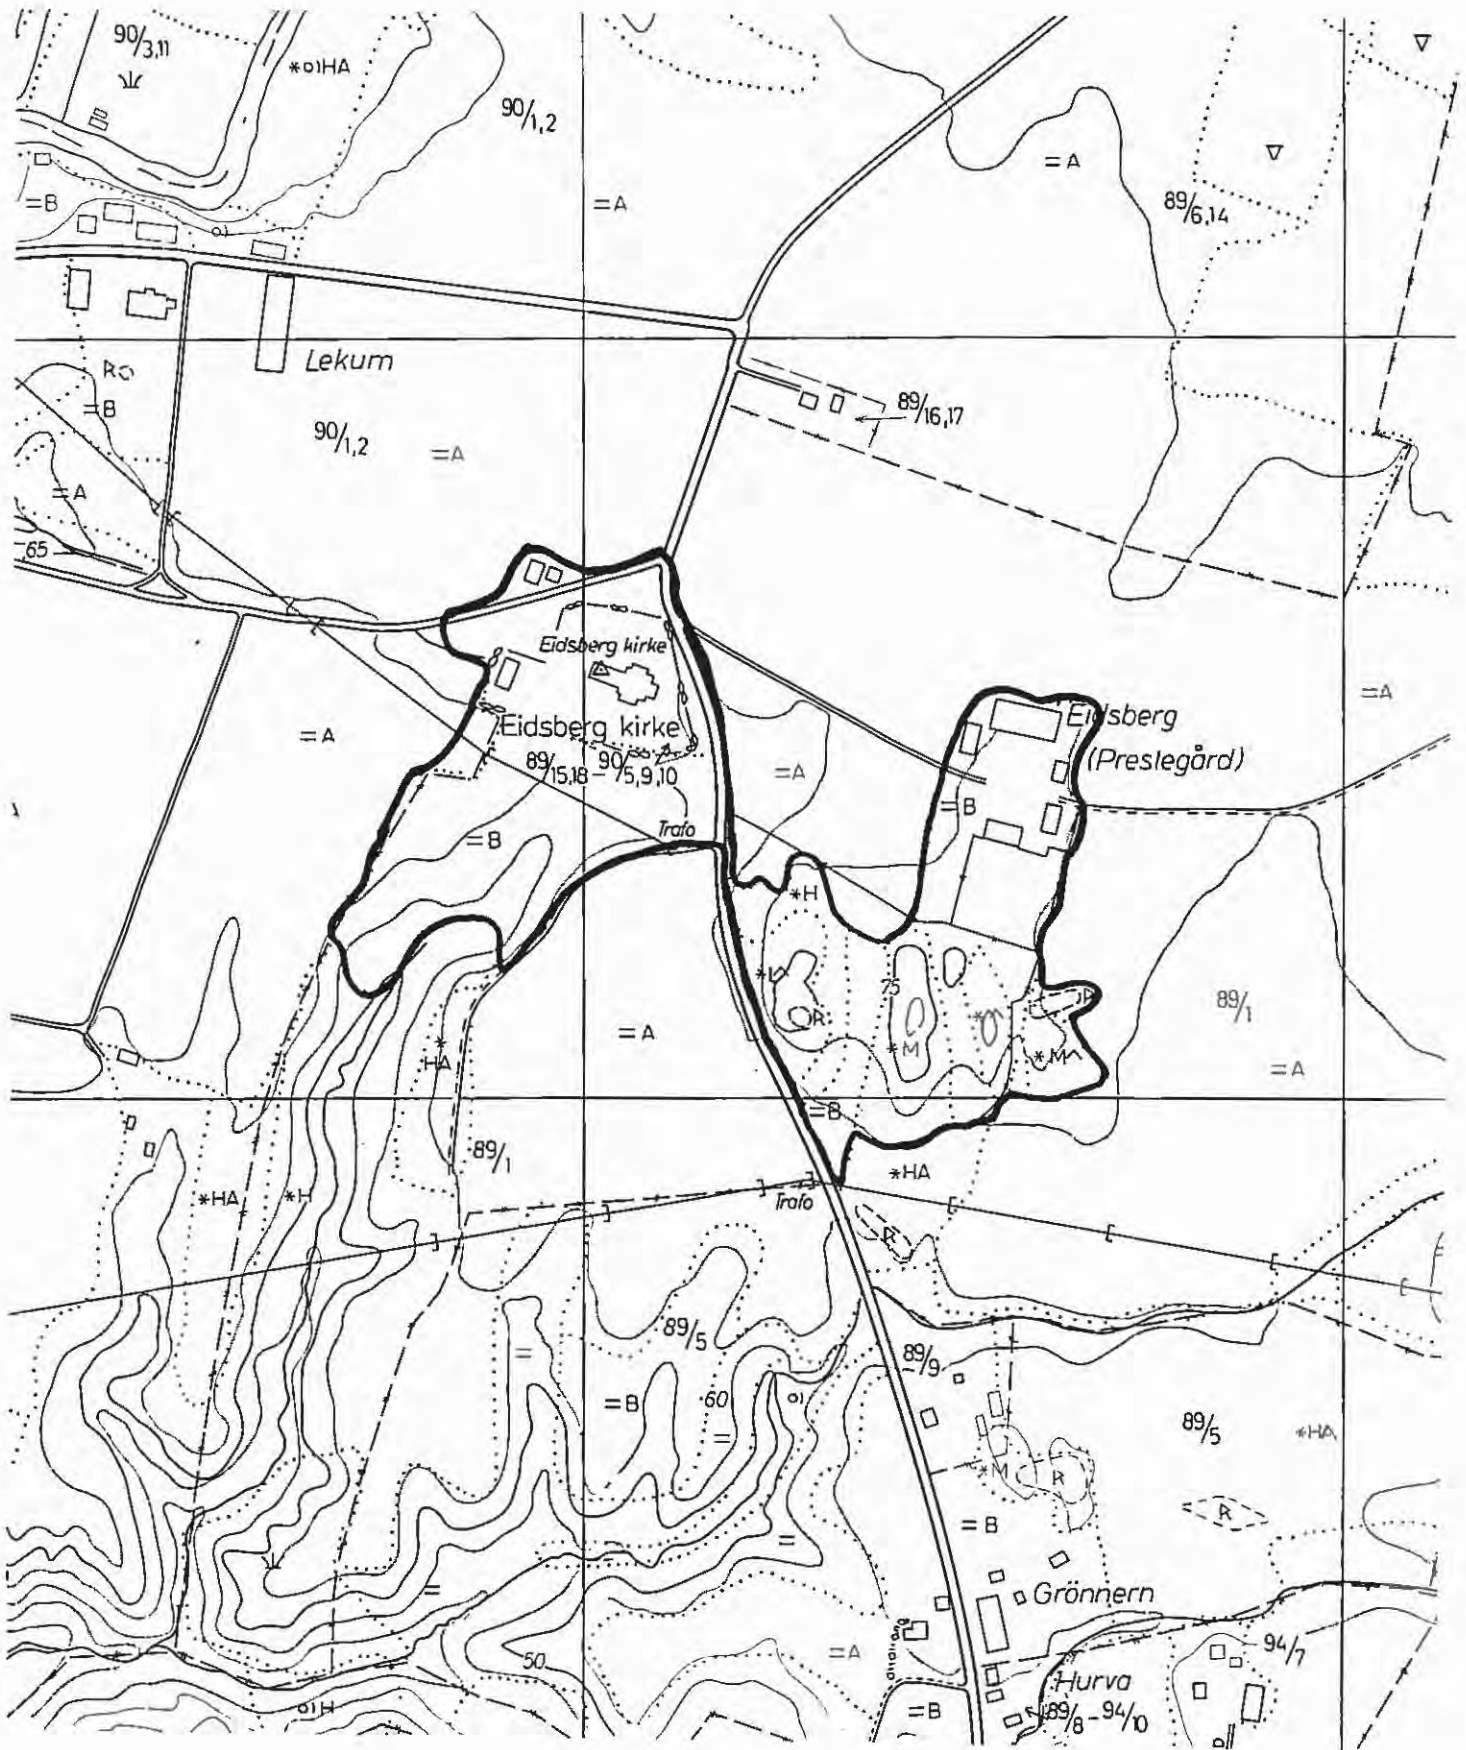 90/3,11
*o)HA
90/1,2
=A
=A
=B
89/6,14
o)
Lekum
R
=B
90/1,2
=A
89/16,17
=A
65
Eidsberg kirke
=A
=A
Eidsberg kirke
Eidsberg
(Prestegård)
89/15,18 - 90/5,9,10
=A
=B
Trafo
=B
*H
75
R
R
89/1
=A
*M
*M
=A
*HA
=B
89/1
*HA
*HA
*H
Trafo
R
89/5
89/9
=
=B
60
o)
=
89/5
*HA
*M
R
R
=B
=
=
Grönnern
=A
94/7
50
Hurva
o)H
=B
89/8 - 94/10